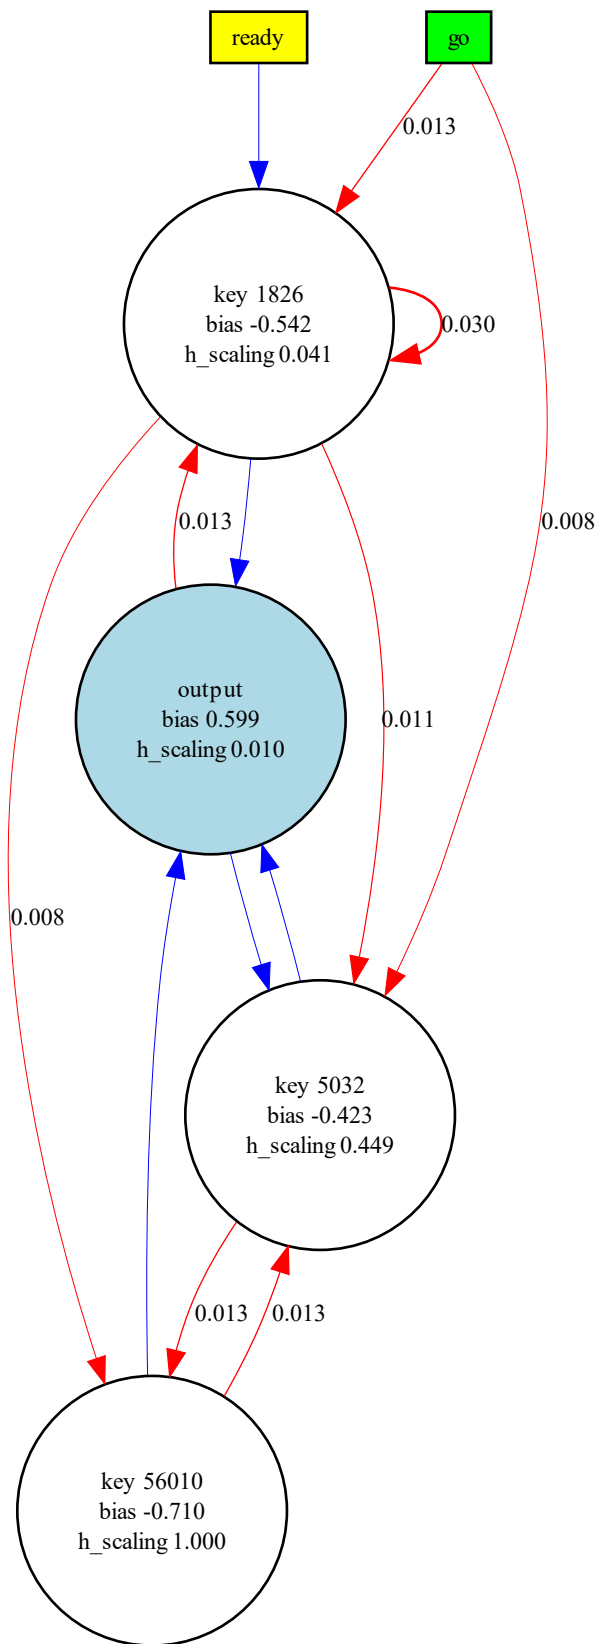 ready
go
0.013
key 1826
bias -0.542
h_scaling 0.041
0.030
0.013
0.008
output
bias 0.599
h_scaling 0.010
0.011
0.008
key 5032
bias -0.423
h_scaling 0.449
0.013
0.013
key 56010
bias -0.710
h_scaling 1.000